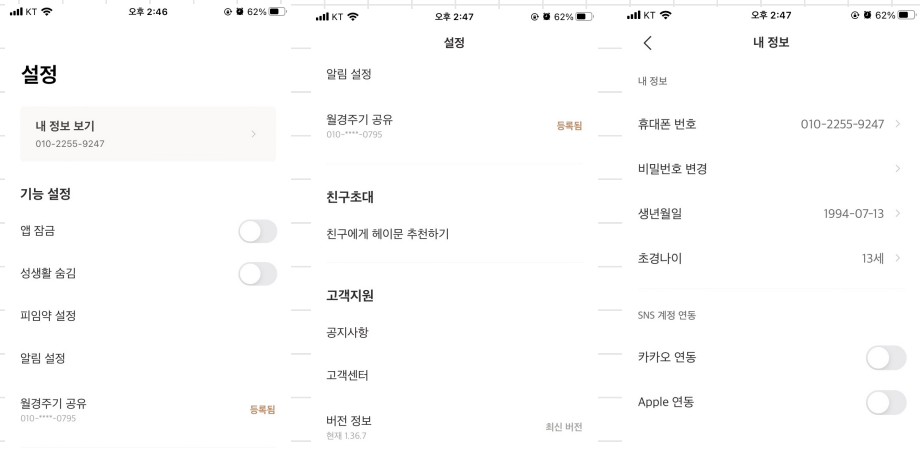 KT 오후 2:46 62%
설정
내 정보 보기
010-2255-9247
기능 설정
앱 잠금
성생활 숨김
피임약 설정
알림 설정
월경주기 공유
010-****-0795
등록됨
KT 오후 2:47 62%
설정
알림 설정
월경주기 공유
010-****-0795
등록됨
친구초대
친구에게 헤이문 추천하기
고객지원
공지사항
고객센터
버전 정보
현재 1.36.7
최신 버전
KT 오후 2:47 62%
내 정보
내 정보
휴대폰 번호 010-2255-9247
비밀번호 변경
생년월일 1994-07-13
초경나이 13세
SNS 계정 연동
카카오 연동
Apple 연동